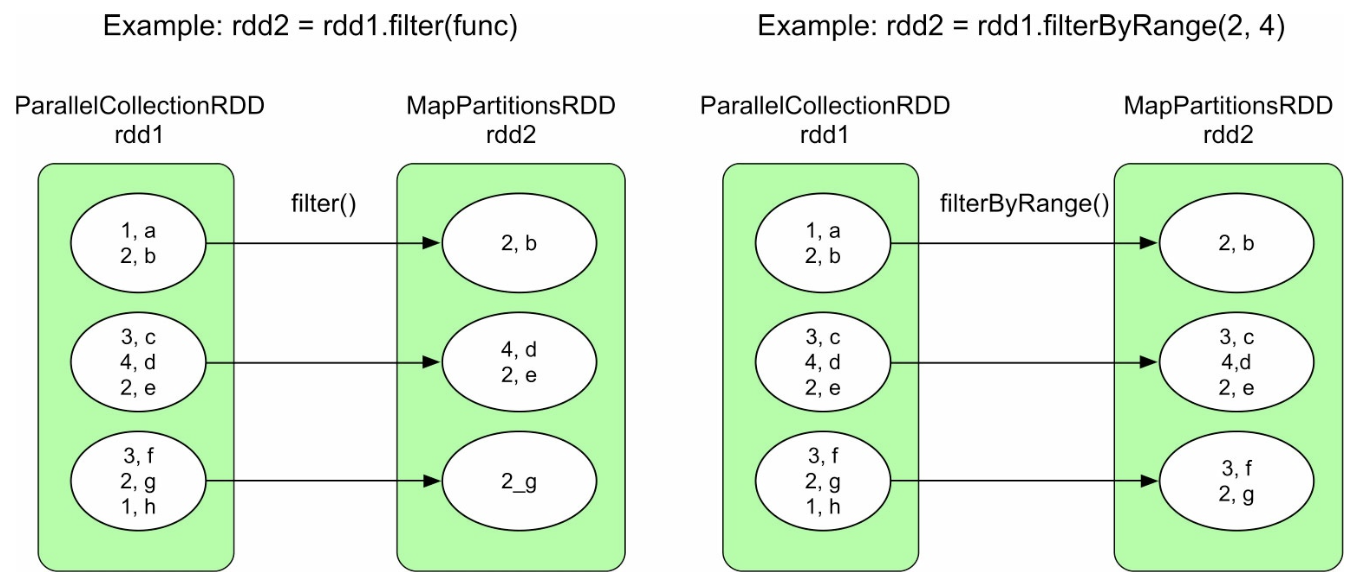 Example: rdd2 = rdd1.filter(func)
ParallelCollectionRDD
rdd1
MapPartitionsRDD
rdd2
filter()
1, a
2, b
2, b
3, c
4, d
2, e
4, d
2, e
3, f
2, g
1, h
2_g
Example: rdd2 = rdd1.filterByRange(2, 4)
ParallelCollectionRDD
rdd1
MapPartitionsRDD
rdd2
filterByRange()
1, a
2, b
2, b
3, c
4, d
2, e
3, c
4,d
2, e
3, f
2, g
1, h
3, f
2, g